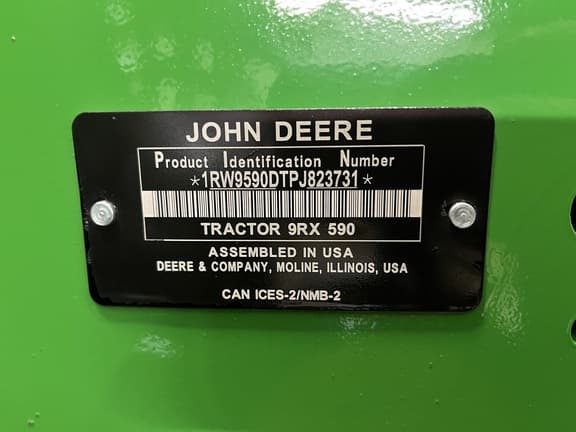 JOHN DEERE
Product Identification Number
*1RW9590DTPJ823731*
TRACTOR 9RX 590
ASSEMBLED IN USA
DEERE & COMPANY, MOLINE, ILLINOIS, USA
CAN ICES-2/NMB-2